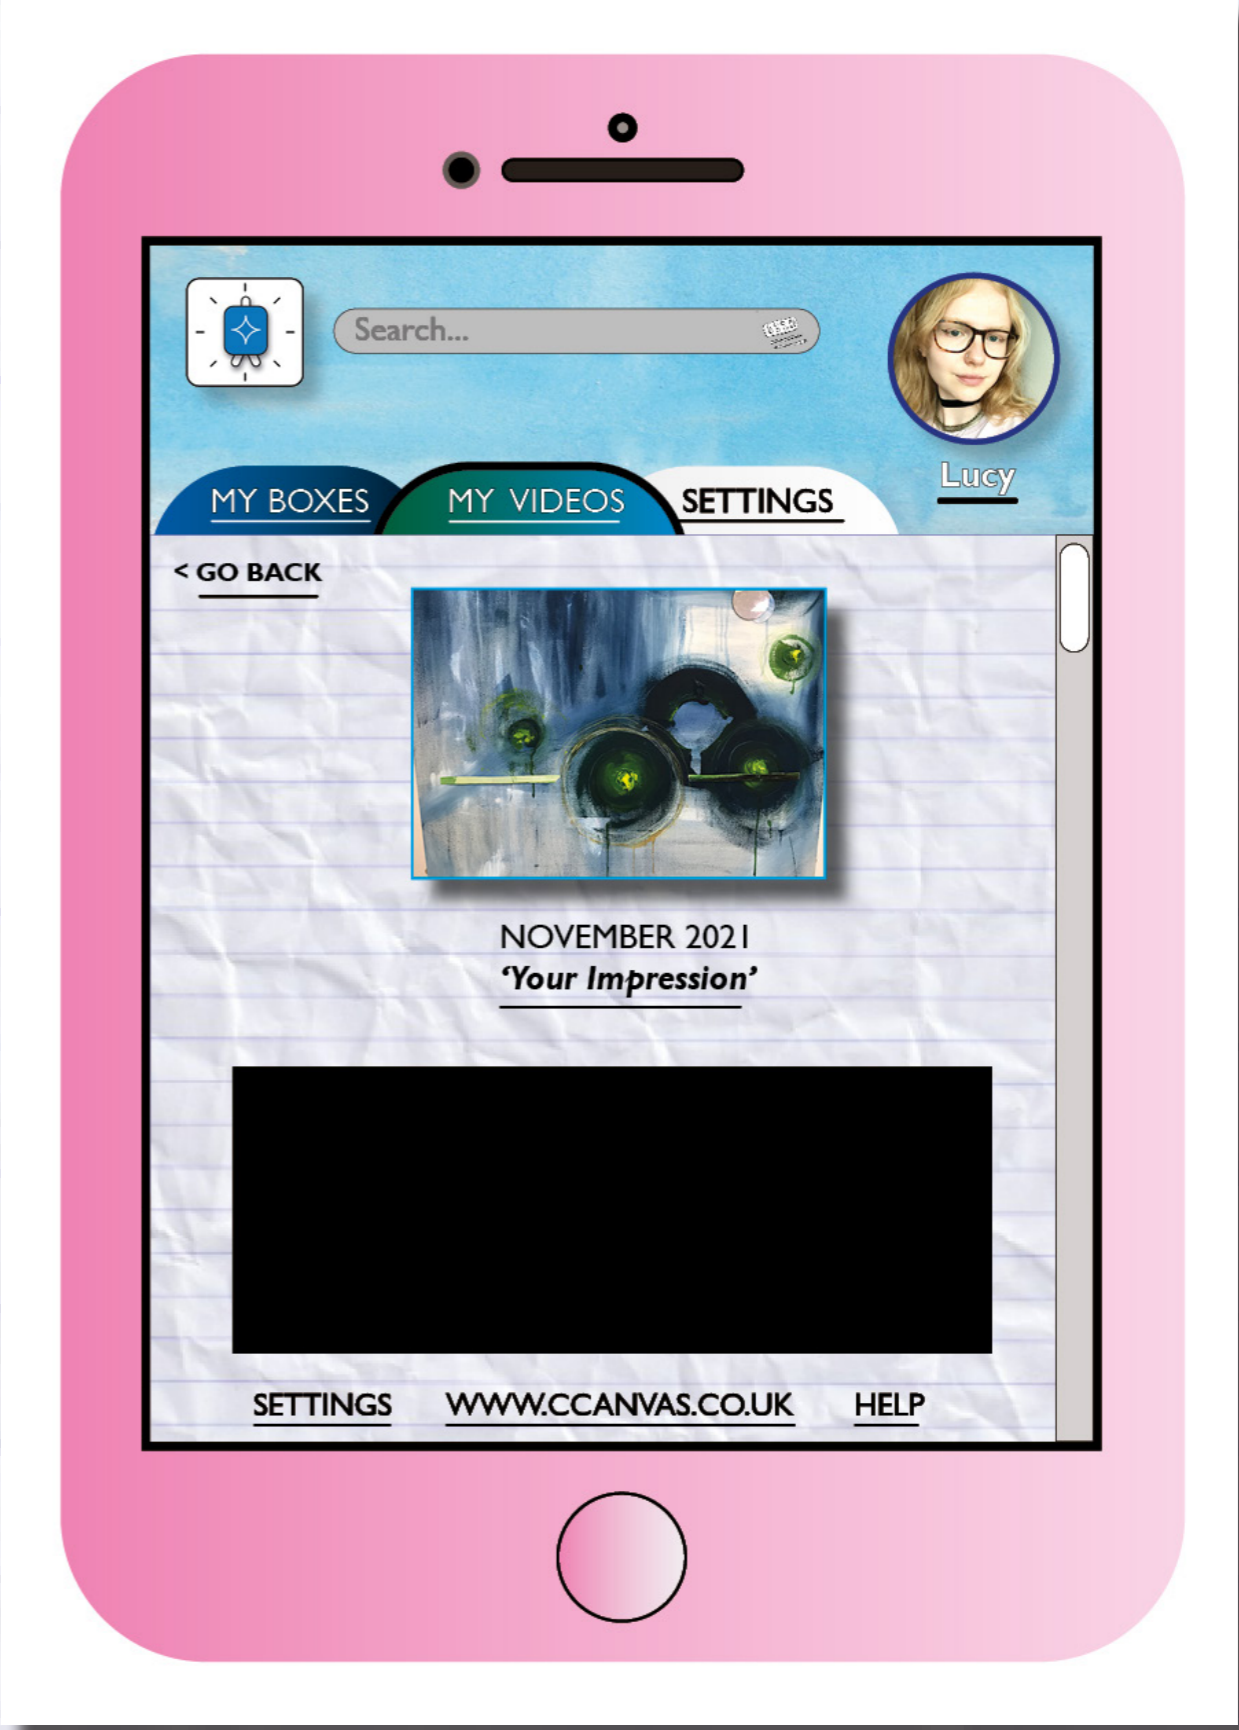 Search...
Lucy
MY BOXES
MY VIDEOS
SETTINGS
< GO BACK
NOVEMBER 2021
‘Your Impression’
SETTINGS
WWW.CCANVAS.CO.UK
HELP